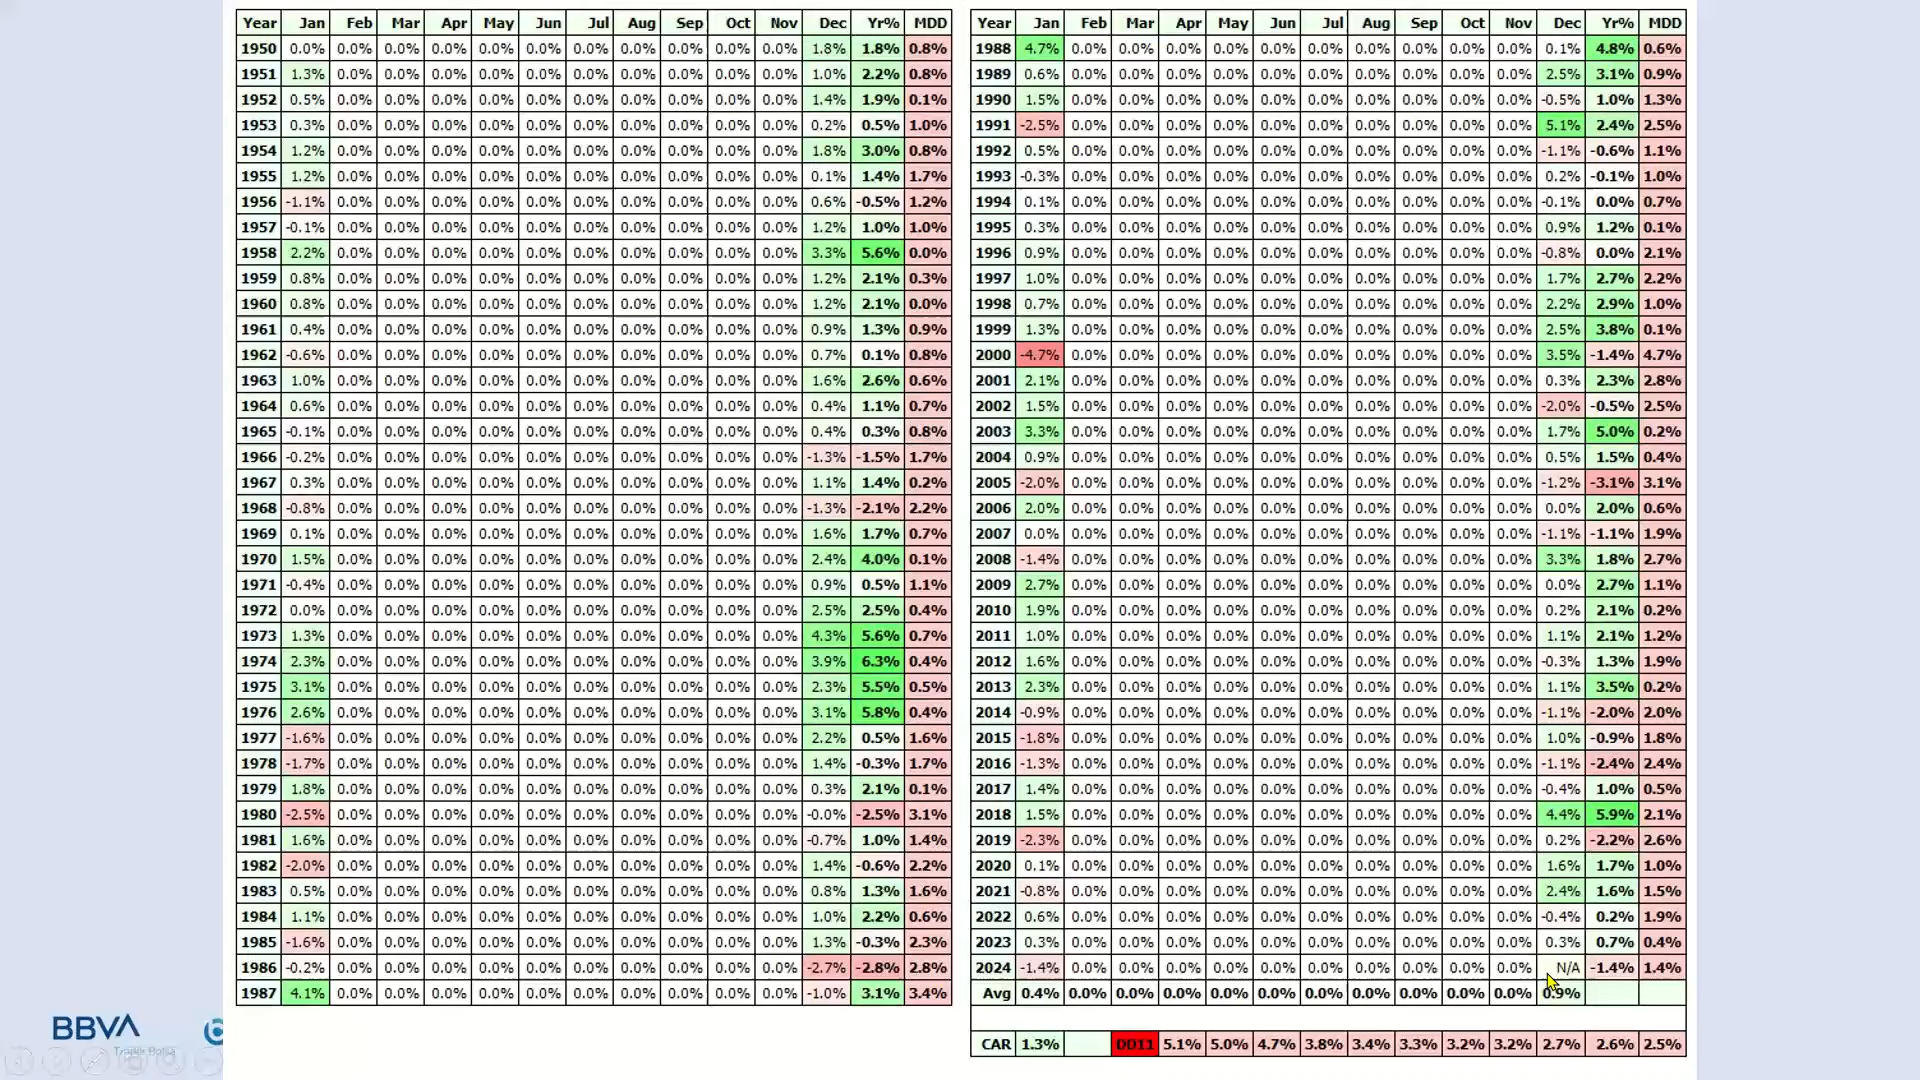 Year Jan Feb Mar Apr May Jun Jul Aug Sep Oct Nov Dec Yr% MDD
1950 0.0% 0.0% 0.0% 0.0% 0.0% 0.0% 0.0% 0.0% 0.0% 0.0% 0.0% 1.8% 1.8% 0.8%
1951 1.3% 0.0% 0.0% 0.0% 0.0% 0.0% 0.0% 0.0% 0.0% 0.0% 0.0% 1.0% 2.2% 0.8%
1952 0.5% 0.0% 0.0% 0.0% 0.0% 0.0% 0.0% 0.0% 0.0% 0.0% 0.0% 1.4% 1.9% 0.1%
1953 0.3% 0.0% 0.0% 0.0% 0.0% 0.0% 0.0% 0.0% 0.0% 0.0% 0.0% 0.2% 0.5% 1.0%
1954 1.2% 0.0% 0.0% 0.0% 0.0% 0.0% 0.0% 0.0% 0.0% 0.0% 0.0% 1.8% 3.0% 0.8%
1955 1.2% 0.0% 0.0% 0.0% 0.0% 0.0% 0.0% 0.0% 0.0% 0.0% 0.0% 0.1% 1.4% 1.7%
1956 -1.1% 0.0% 0.0% 0.0% 0.0% 0.0% 0.0% 0.0% 0.0% 0.0% 0.0% 0.6% -0.5% 1.2%
1957 -0.1% 0.0% 0.0% 0.0% 0.0% 0.0% 0.0% 0.0% 0.0% 0.0% 0.0% 1.2% 1.0% 1.0%
1958 2.2% 0.0% 0.0% 0.0% 0.0% 0.0% 0.0% 0.0% 0.0% 0.0% 0.0% 3.3% 5.6% 0.0%
1959 0.8% 0.0% 0.0% 0.0% 0.0% 0.0% 0.0% 0.0% 0.0% 0.0% 0.0% 1.2% 2.1% 0.3%
1960 0.8% 0.0% 0.0% 0.0% 0.0% 0.0% 0.0% 0.0% 0.0% 0.0% 0.0% 1.2% 2.1% 0.0%
1961 0.4% 0.0% 0.0% 0.0% 0.0% 0.0% 0.0% 0.0% 0.0% 0.0% 0.0% 0.9% 1.3% 0.9%
1962 -0.6% 0.0% 0.0% 0.0% 0.0% 0.0% 0.0% 0.0% 0.0% 0.0% 0.0% 0.7% 0.1% 0.8%
1963 1.0% 0.0% 0.0% 0.0% 0.0% 0.0% 0.0% 0.0% 0.0% 0.0% 0.0% 1.6% 2.6% 0.6%
1964 0.6% 0.0% 0.0% 0.0% 0.0% 0.0% 0.0% 0.0% 0.0% 0.0% 0.0% 0.4% 1.1% 0.7%
1965 -0.1% 0.0% 0.0% 0.0% 0.0% 0.0% 0.0% 0.0% 0.0% 0.0% 0.0% 0.4% 0.3% 0.8%
1966 -0.2% 0.0% 0.0% 0.0% 0.0% 0.0% 0.0% 0.0% 0.0% 0.0% 0.0% -1.3% -1.5% 1.7%
1967 0.3% 0.0% 0.0% 0.0% 0.0% 0.0% 0.0% 0.0% 0.0% 0.0% 0.0% 1.1% 1.4% 0.2%
1968 -0.8% 0.0% 0.0% 0.0% 0.0% 0.0% 0.0% 0.0% 0.0% 0.0% 0.0% -1.3% -2.1% 2.2%
1969 0.1% 0.0% 0.0% 0.0% 0.0% 0.0% 0.0% 0.0% 0.0% 0.0% 0.0% 1.6% 1.7% 0.7%
1970 1.5% 0.0% 0.0% 0.0% 0.0% 0.0% 0.0% 0.0% 0.0% 0.0% 0.0% 2.4% 4.0% 0.1%
1971 -0.4% 0.0% 0.0% 0.0% 0.0% 0.0% 0.0% 0.0% 0.0% 0.0% 0.0% 0.9% 0.5% 1.1%
1972 0.0% 0.0% 0.0% 0.0% 0.0% 0.0% 0.0% 0.0% 0.0% 0.0% 0.0% 2.5% 2.5% 0.4%
1973 1.3% 0.0% 0.0% 0.0% 0.0% 0.0% 0.0% 0.0% 0.0% 0.0% 0.0% 4.3% 5.6% 0.7%
1974 2.3% 0.0% 0.0% 0.0% 0.0% 0.0% 0.0% 0.0% 0.0% 0.0% 0.0% 3.9% 6.3% 0.4%
1975 3.1% 0.0% 0.0% 0.0% 0.0% 0.0% 0.0% 0.0% 0.0% 0.0% 0.0% 2.3% 5.5% 0.5%
1976 2.6% 0.0% 0.0% 0.0% 0.0% 0.0% 0.0% 0.0% 0.0% 0.0% 0.0% 3.1% 5.8% 0.4%
1977 -1.6% 0.0% 0.0% 0.0% 0.0% 0.0% 0.0% 0.0% 0.0% 0.0% 0.0% 2.2% 0.5% 1.6%
1978 -1.7% 0.0% 0.0% 0.0% 0.0% 0.0% 0.0% 0.0% 0.0% 0.0% 0.0% 1.4% -0.3% 1.7%
1979 1.8% 0.0% 0.0% 0.0% 0.0% 0.0% 0.0% 0.0% 0.0% 0.0% 0.0% 0.3% 2.1% 0.1%
1980 -2.5% 0.0% 0.0% 0.0% 0.0% 0.0% 0.0% 0.0% 0.0% 0.0% 0.0% -0.0% -2.5% 3.1%
1981 1.6% 0.0% 0.0% 0.0% 0.0% 0.0% 0.0% 0.0% 0.0% 0.0% 0.0% -0.7% 1.0% 1.4%
1982 -2.0% 0.0% 0.0% 0.0% 0.0% 0.0% 0.0% 0.0% 0.0% 0.0% 0.0% 1.4% -0.6% 2.2%
1983 0.5% 0.0% 0.0% 0.0% 0.0% 0.0% 0.0% 0.0% 0.0% 0.0% 0.0% 0.8% 1.3% 1.6%
1984 1.1% 0.0% 0.0% 0.0% 0.0% 0.0% 0.0% 0.0% 0.0% 0.0% 0.0% 1.0% 2.2% 0.6%
1985 -1.6% 0.0% 0.0% 0.0% 0.0% 0.0% 0.0% 0.0% 0.0% 0.0% 0.0% 1.3% -0.3% 2.3%
1986 -0.2% 0.0% 0.0% 0.0% 0.0% 0.0% 0.0% 0.0% 0.0% 0.0% 0.0% -2.7% -2.8% 2.8%
1987 4.1% 0.0% 0.0% 0.0% 0.0% 0.0% 0.0% 0.0% 0.0% 0.0% 0.0% -1.0% 3.1% 3.4%
Year Jan Feb Mar Apr May Jun Jul Aug Sep Oct Nov Dec Yr% MDD
1988 4.7% 0.0% 0.0% 0.0% 0.0% 0.0% 0.0% 0.0% 0.0% 0.0% 0.0% 0.1% 4.8% 0.6%
1989 0.6% 0.0% 0.0% 0.0% 0.0% 0.0% 0.0% 0.0% 0.0% 0.0% 0.0% 2.5% 3.1% 0.9%
1990 1.5% 0.0% 0.0% 0.0% 0.0% 0.0% 0.0% 0.0% 0.0% 0.0% 0.0% -0.5% 1.0% 1.3%
1991 -2.5% 0.0% 0.0% 0.0% 0.0% 0.0% 0.0% 0.0% 0.0% 0.0% 0.0% 5.1% 2.4% 2.5%
1992 0.5% 0.0% 0.0% 0.0% 0.0% 0.0% 0.0% 0.0% 0.0% 0.0% 0.0% -1.1% -0.6% 1.1%
1993 -0.3% 0.0% 0.0% 0.0% 0.0% 0.0% 0.0% 0.0% 0.0% 0.0% 0.0% 0.2% -0.1% 1.0%
1994 0.1% 0.0% 0.0% 0.0% 0.0% 0.0% 0.0% 0.0% 0.0% 0.0% 0.0% -0.1% 0.0% 0.7%
1995 0.3% 0.0% 0.0% 0.0% 0.0% 0.0% 0.0% 0.0% 0.0% 0.0% 0.0% 0.9% 1.2% 0.1%
1996 0.9% 0.0% 0.0% 0.0% 0.0% 0.0% 0.0% 0.0% 0.0% 0.0% 0.0% -0.8% 0.0% 2.1%
1997 1.0% 0.0% 0.0% 0.0% 0.0% 0.0% 0.0% 0.0% 0.0% 0.0% 0.0% 1.7% 2.7% 2.2%
1998 0.7% 0.0% 0.0% 0.0% 0.0% 0.0% 0.0% 0.0% 0.0% 0.0% 0.0% 2.2% 2.9% 1.0%
1999 1.3% 0.0% 0.0% 0.0% 0.0% 0.0% 0.0% 0.0% 0.0% 0.0% 0.0% 2.5% 3.8% 0.1%
2000 -4.7% 0.0% 0.0% 0.0% 0.0% 0.0% 0.0% 0.0% 0.0% 0.0% 0.0% 3.5% -1.4% 4.7%
2001 2.1% 0.0% 0.0% 0.0% 0.0% 0.0% 0.0% 0.0% 0.0% 0.0% 0.0% 0.3% 2.3% 2.8%
2002 1.5% 0.0% 0.0% 0.0% 0.0% 0.0% 0.0% 0.0% 0.0% 0.0% 0.0% -2.0% -0.5% 2.5%
2003 3.3% 0.0% 0.0% 0.0% 0.0% 0.0% 0.0% 0.0% 0.0% 0.0% 0.0% 1.7% 5.0% 0.2%
2004 0.9% 0.0% 0.0% 0.0% 0.0% 0.0% 0.0% 0.0% 0.0% 0.0% 0.0% 0.5% 1.5% 0.4%
2005 -2.0% 0.0% 0.0% 0.0% 0.0% 0.0% 0.0% 0.0% 0.0% 0.0% 0.0% -1.2% -3.1% 3.1%
2006 2.0% 0.0% 0.0% 0.0% 0.0% 0.0% 0.0% 0.0% 0.0% 0.0% 0.0% 0.0% 2.0% 0.6%
2007 0.0% 0.0% 0.0% 0.0% 0.0% 0.0% 0.0% 0.0% 0.0% 0.0% 0.0% -1.1% -1.1% 1.9%
2008 -1.4% 0.0% 0.0% 0.0% 0.0% 0.0% 0.0% 0.0% 0.0% 0.0% 0.0% 3.3% 1.8% 2.7%
2009 2.7% 0.0% 0.0% 0.0% 0.0% 0.0% 0.0% 0.0% 0.0% 0.0% 0.0% 0.0% 2.7% 1.1%
2010 1.9% 0.0% 0.0% 0.0% 0.0% 0.0% 0.0% 0.0% 0.0% 0.0% 0.0% 0.2% 2.1% 0.2%
2011 1.0% 0.0% 0.0% 0.0% 0.0% 0.0% 0.0% 0.0% 0.0% 0.0% 0.0% 1.1% 2.1% 1.2%
2012 1.6% 0.0% 0.0% 0.0% 0.0% 0.0% 0.0% 0.0% 0.0% 0.0% 0.0% -0.3% 1.3% 1.9%
2013 2.3% 0.0% 0.0% 0.0% 0.0% 0.0% 0.0% 0.0% 0.0% 0.0% 0.0% 1.1% 3.5% 0.2%
2014 -0.9% 0.0% 0.0% 0.0% 0.0% 0.0% 0.0% 0.0% 0.0% 0.0% 0.0% -1.1% -2.0% 2.0%
2015 -1.8% 0.0% 0.0% 0.0% 0.0% 0.0% 0.0% 0.0% 0.0% 0.0% 0.0% 1.0% -0.9% 1.8%
2016 -1.3% 0.0% 0.0% 0.0% 0.0% 0.0% 0.0% 0.0% 0.0% 0.0% 0.0% -1.1% -2.4% 2.4%
2017 1.4% 0.0% 0.0% 0.0% 0.0% 0.0% 0.0% 0.0% 0.0% 0.0% 0.0% -0.4% 1.0% 0.5%
2018 1.5% 0.0% 0.0% 0.0% 0.0% 0.0% 0.0% 0.0% 0.0% 0.0% 0.0% 4.4% 5.9% 2.1%
2019 -2.3% 0.0% 0.0% 0.0% 0.0% 0.0% 0.0% 0.0% 0.0% 0.0% 0.0% 0.2% -2.2% 2.6%
2020 0.1% 0.0% 0.0% 0.0% 0.0% 0.0% 0.0% 0.0% 0.0% 0.0% 0.0% 1.6% 1.7% 1.0%
2021 -0.8% 0.0% 0.0% 0.0% 0.0% 0.0% 0.0% 0.0% 0.0% 0.0% 0.0% 2.4% 1.6% 1.5%
2022 0.6% 0.0% 0.0% 0.0% 0.0% 0.0% 0.0% 0.0% 0.0% 0.0% 0.0% -0.4% 0.2% 1.9%
2023 0.3% 0.0% 0.0% 0.0% 0.0% 0.0% 0.0% 0.0% 0.0% 0.0% 0.0% 0.3% 0.7% 0.4%
2024 -1.4% 0.0% 0.0% 0.0% 0.0% 0.0% 0.0% 0.0% 0.0% 0.0% 0.0% N/A -1.4% 1.4%
Avg 0.4% 0.0% 0.0% 0.0% 0.0% 0.0% 0.0% 0.0% 0.0% 0.0% 0.0% 0.9%
CAR 1.3% DD11 5.1% 5.0% 4.7% 3.8% 3.4% 3.3% 3.2% 3.2% 2.7% 2.6% 2.5%
BBVA
Trader Bolsa